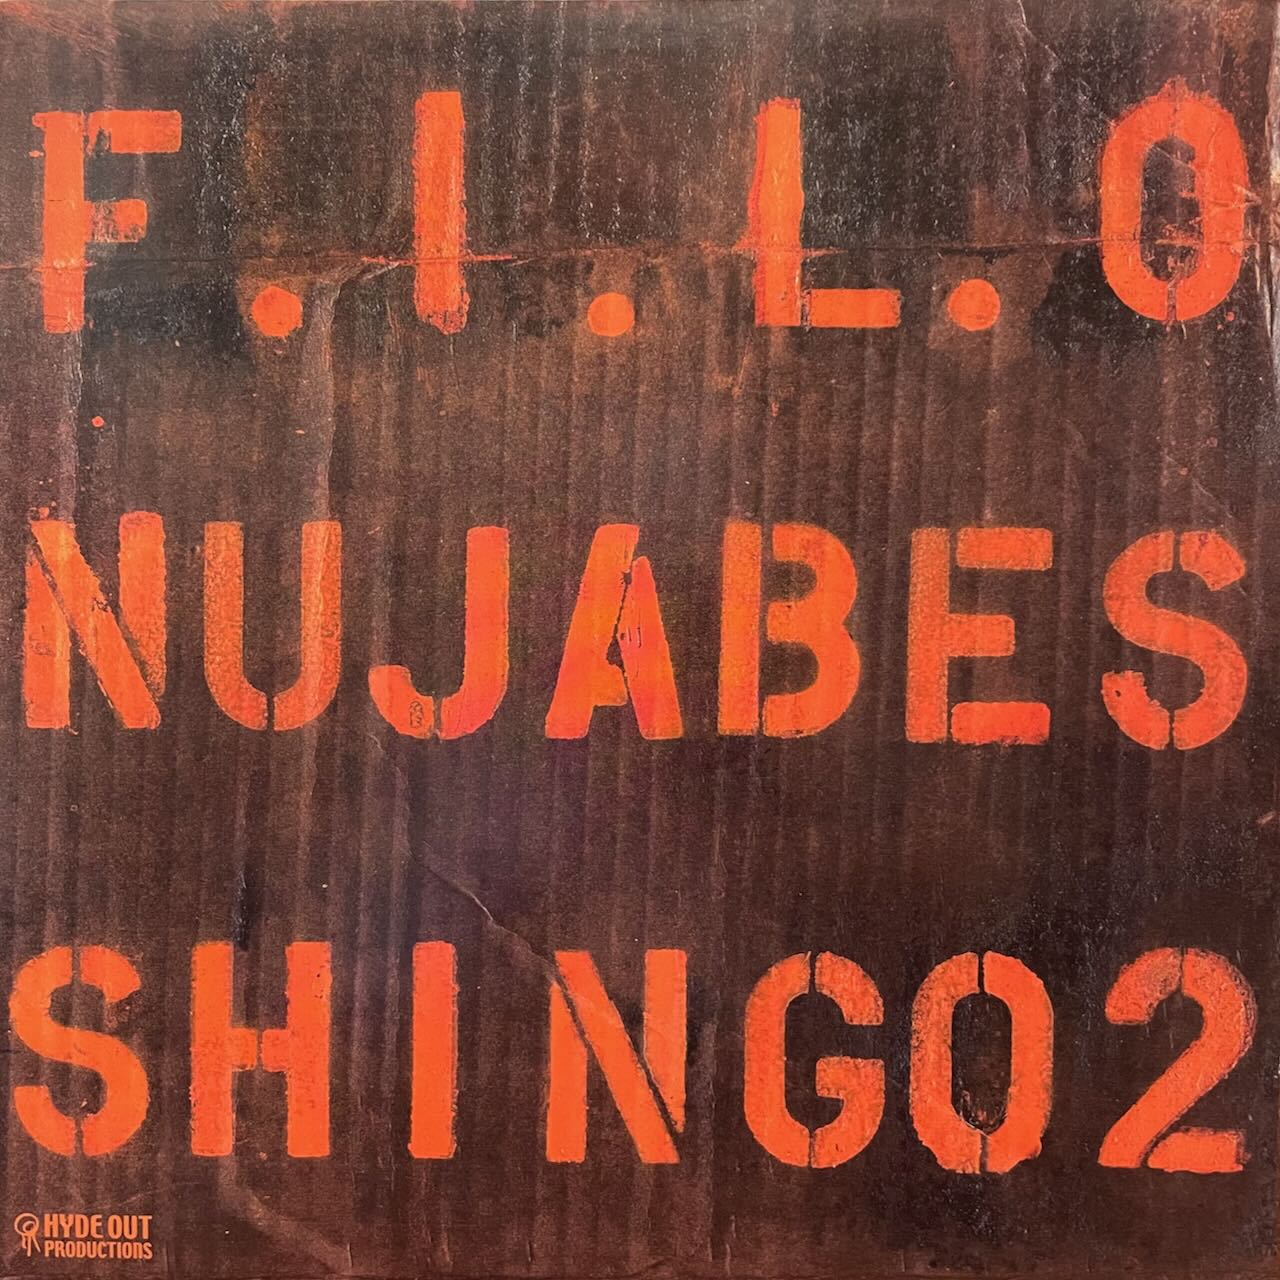 F.I.L.O
NUJABES
SHINGO2
HYDE OUT
PRODUCTIONS